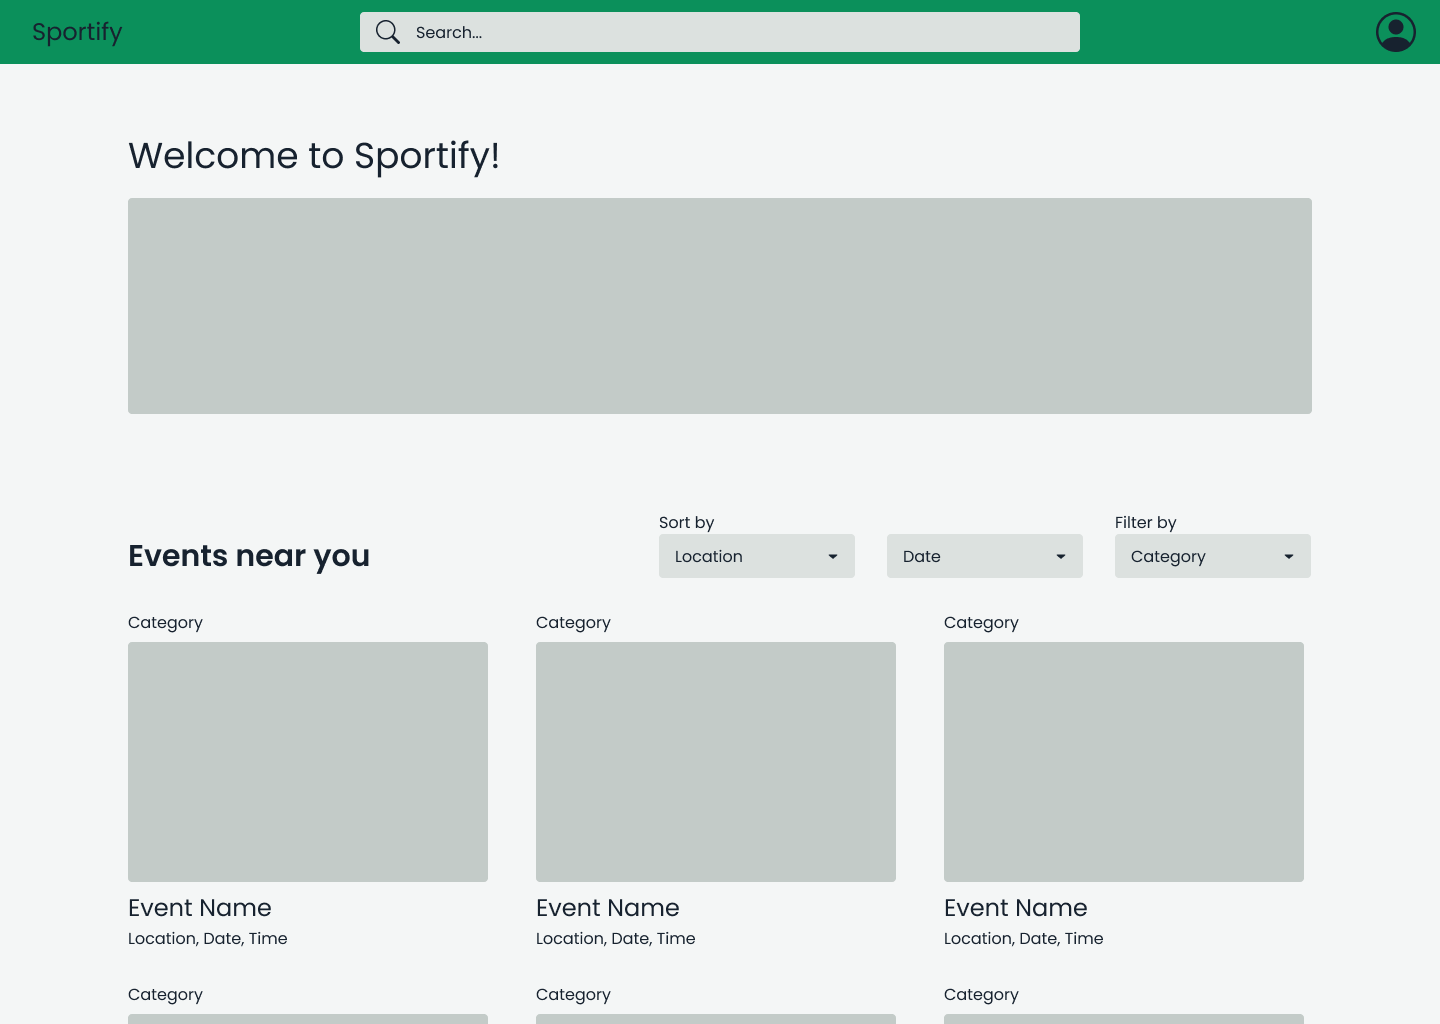 Sportify
Search...
Welcome to Sportify!
Events near you
Sort by
Location
Date
Filter by
Category
Category
Category
Category
Event Name
Event Name
Event Name
Location, Date, Time
Location, Date, Time
Location, Date, Time
Category
Category
Category